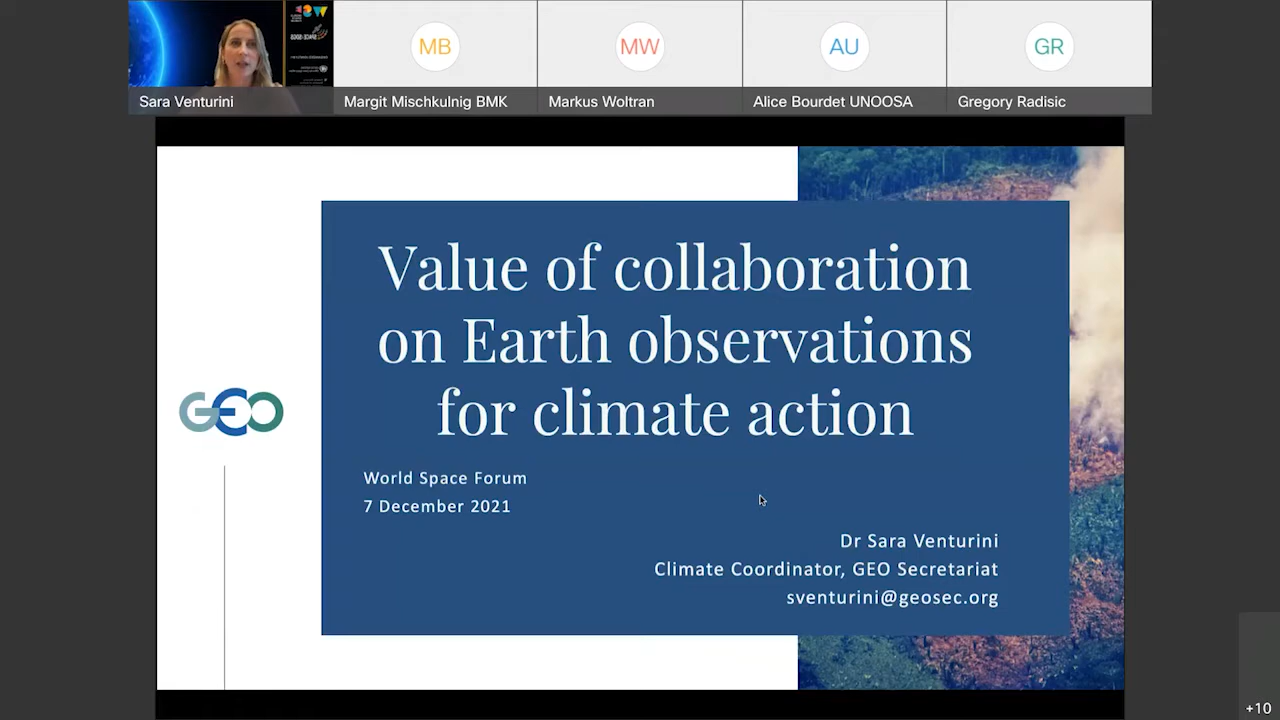 MB
MW
AU
GR
Sara Venturini
Margit Mischkulnig BMK
Markus Woltran
Alice Bourdet UNOOSA
Gregory Radisic
Value of collaboration
on Earth observations
for climate action
GEO
World Space Forum
7 December 2021
Dr Sara Venturini
Climate Coordinator, GEO Secretariat
sventurini@geosec.org
+10